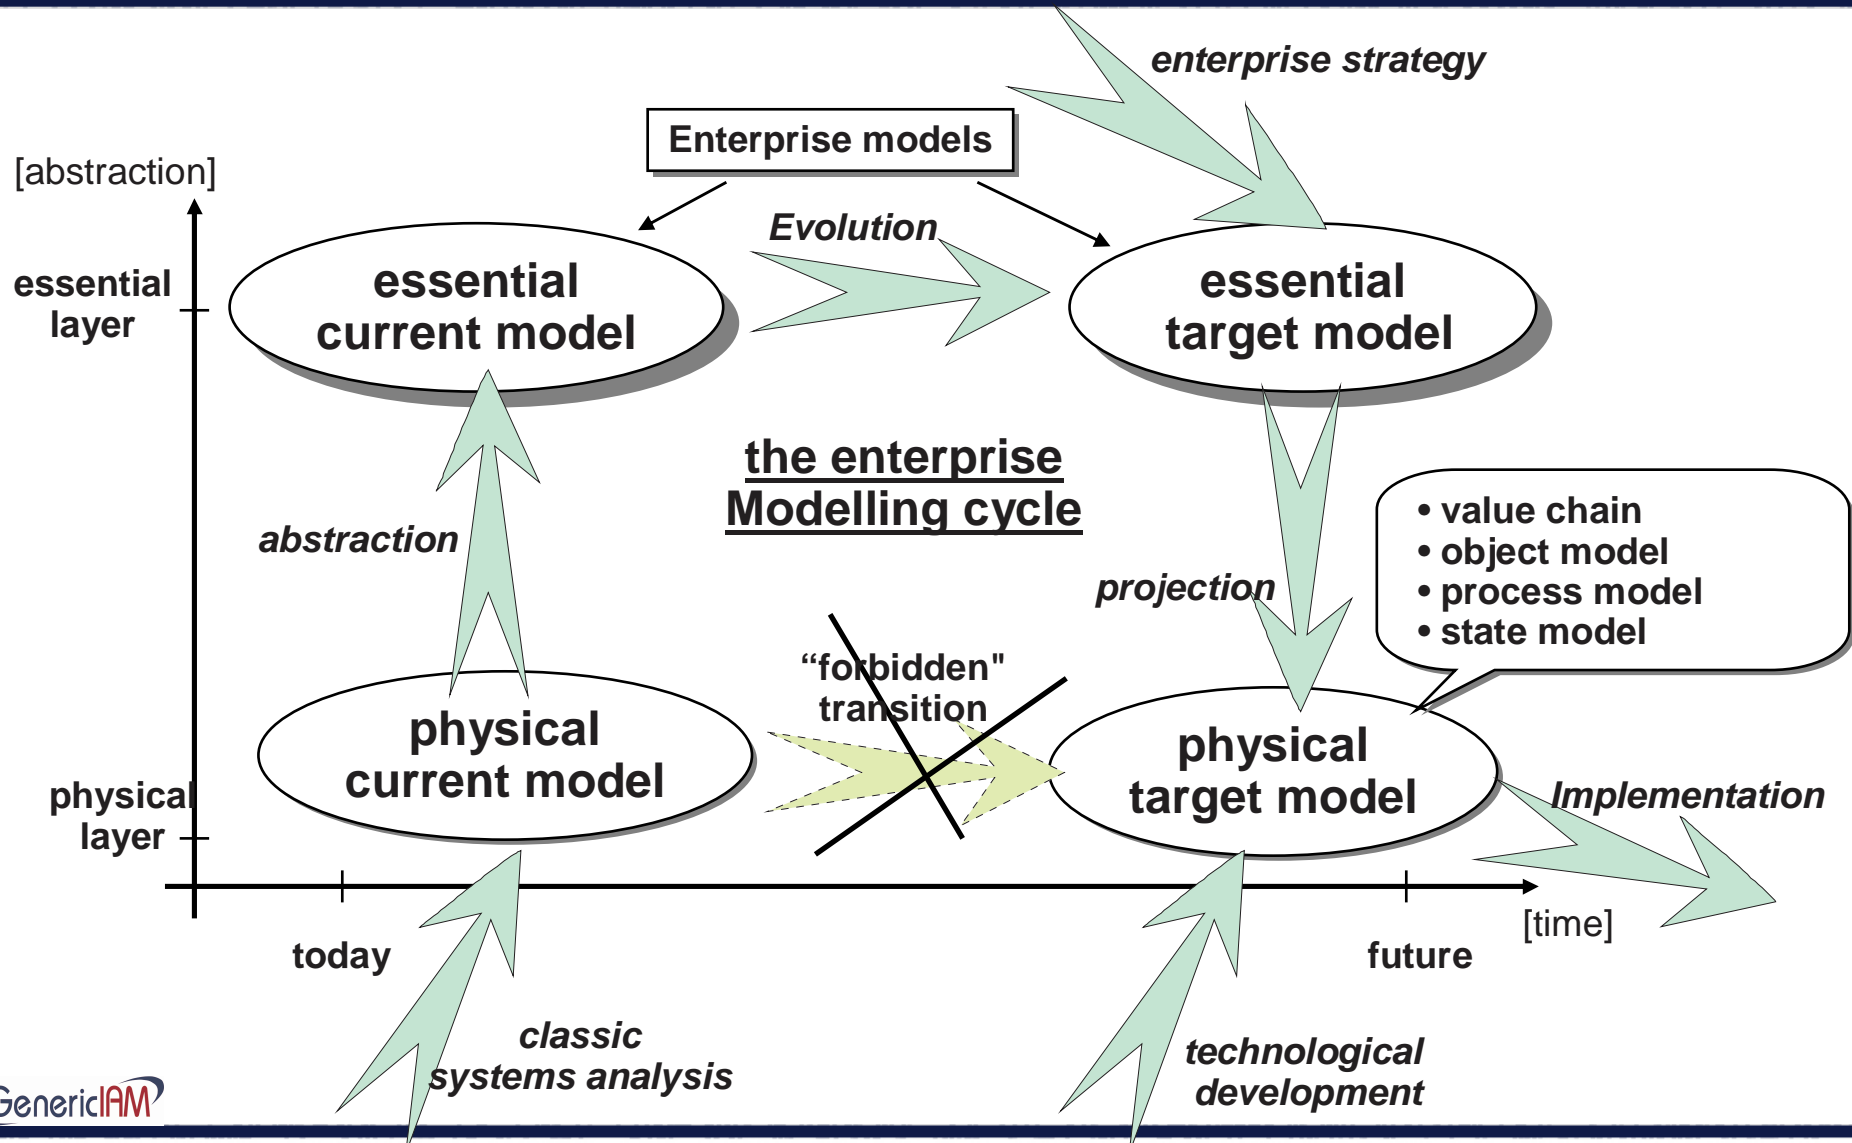 enterprise strategy
Enterprise models
[abstraction]
Evolution
essential
layer
essential
current model
essential
target model
the enterprise
Modelling cycle
abstraction
projection
• value chain
• object model
• process model
• state model
“forbidden"
transition
physical
current model
physical
target model
physical
layer
Implementation
today
future
[time]
classic
systems analysis
technological
development
GenericIAM